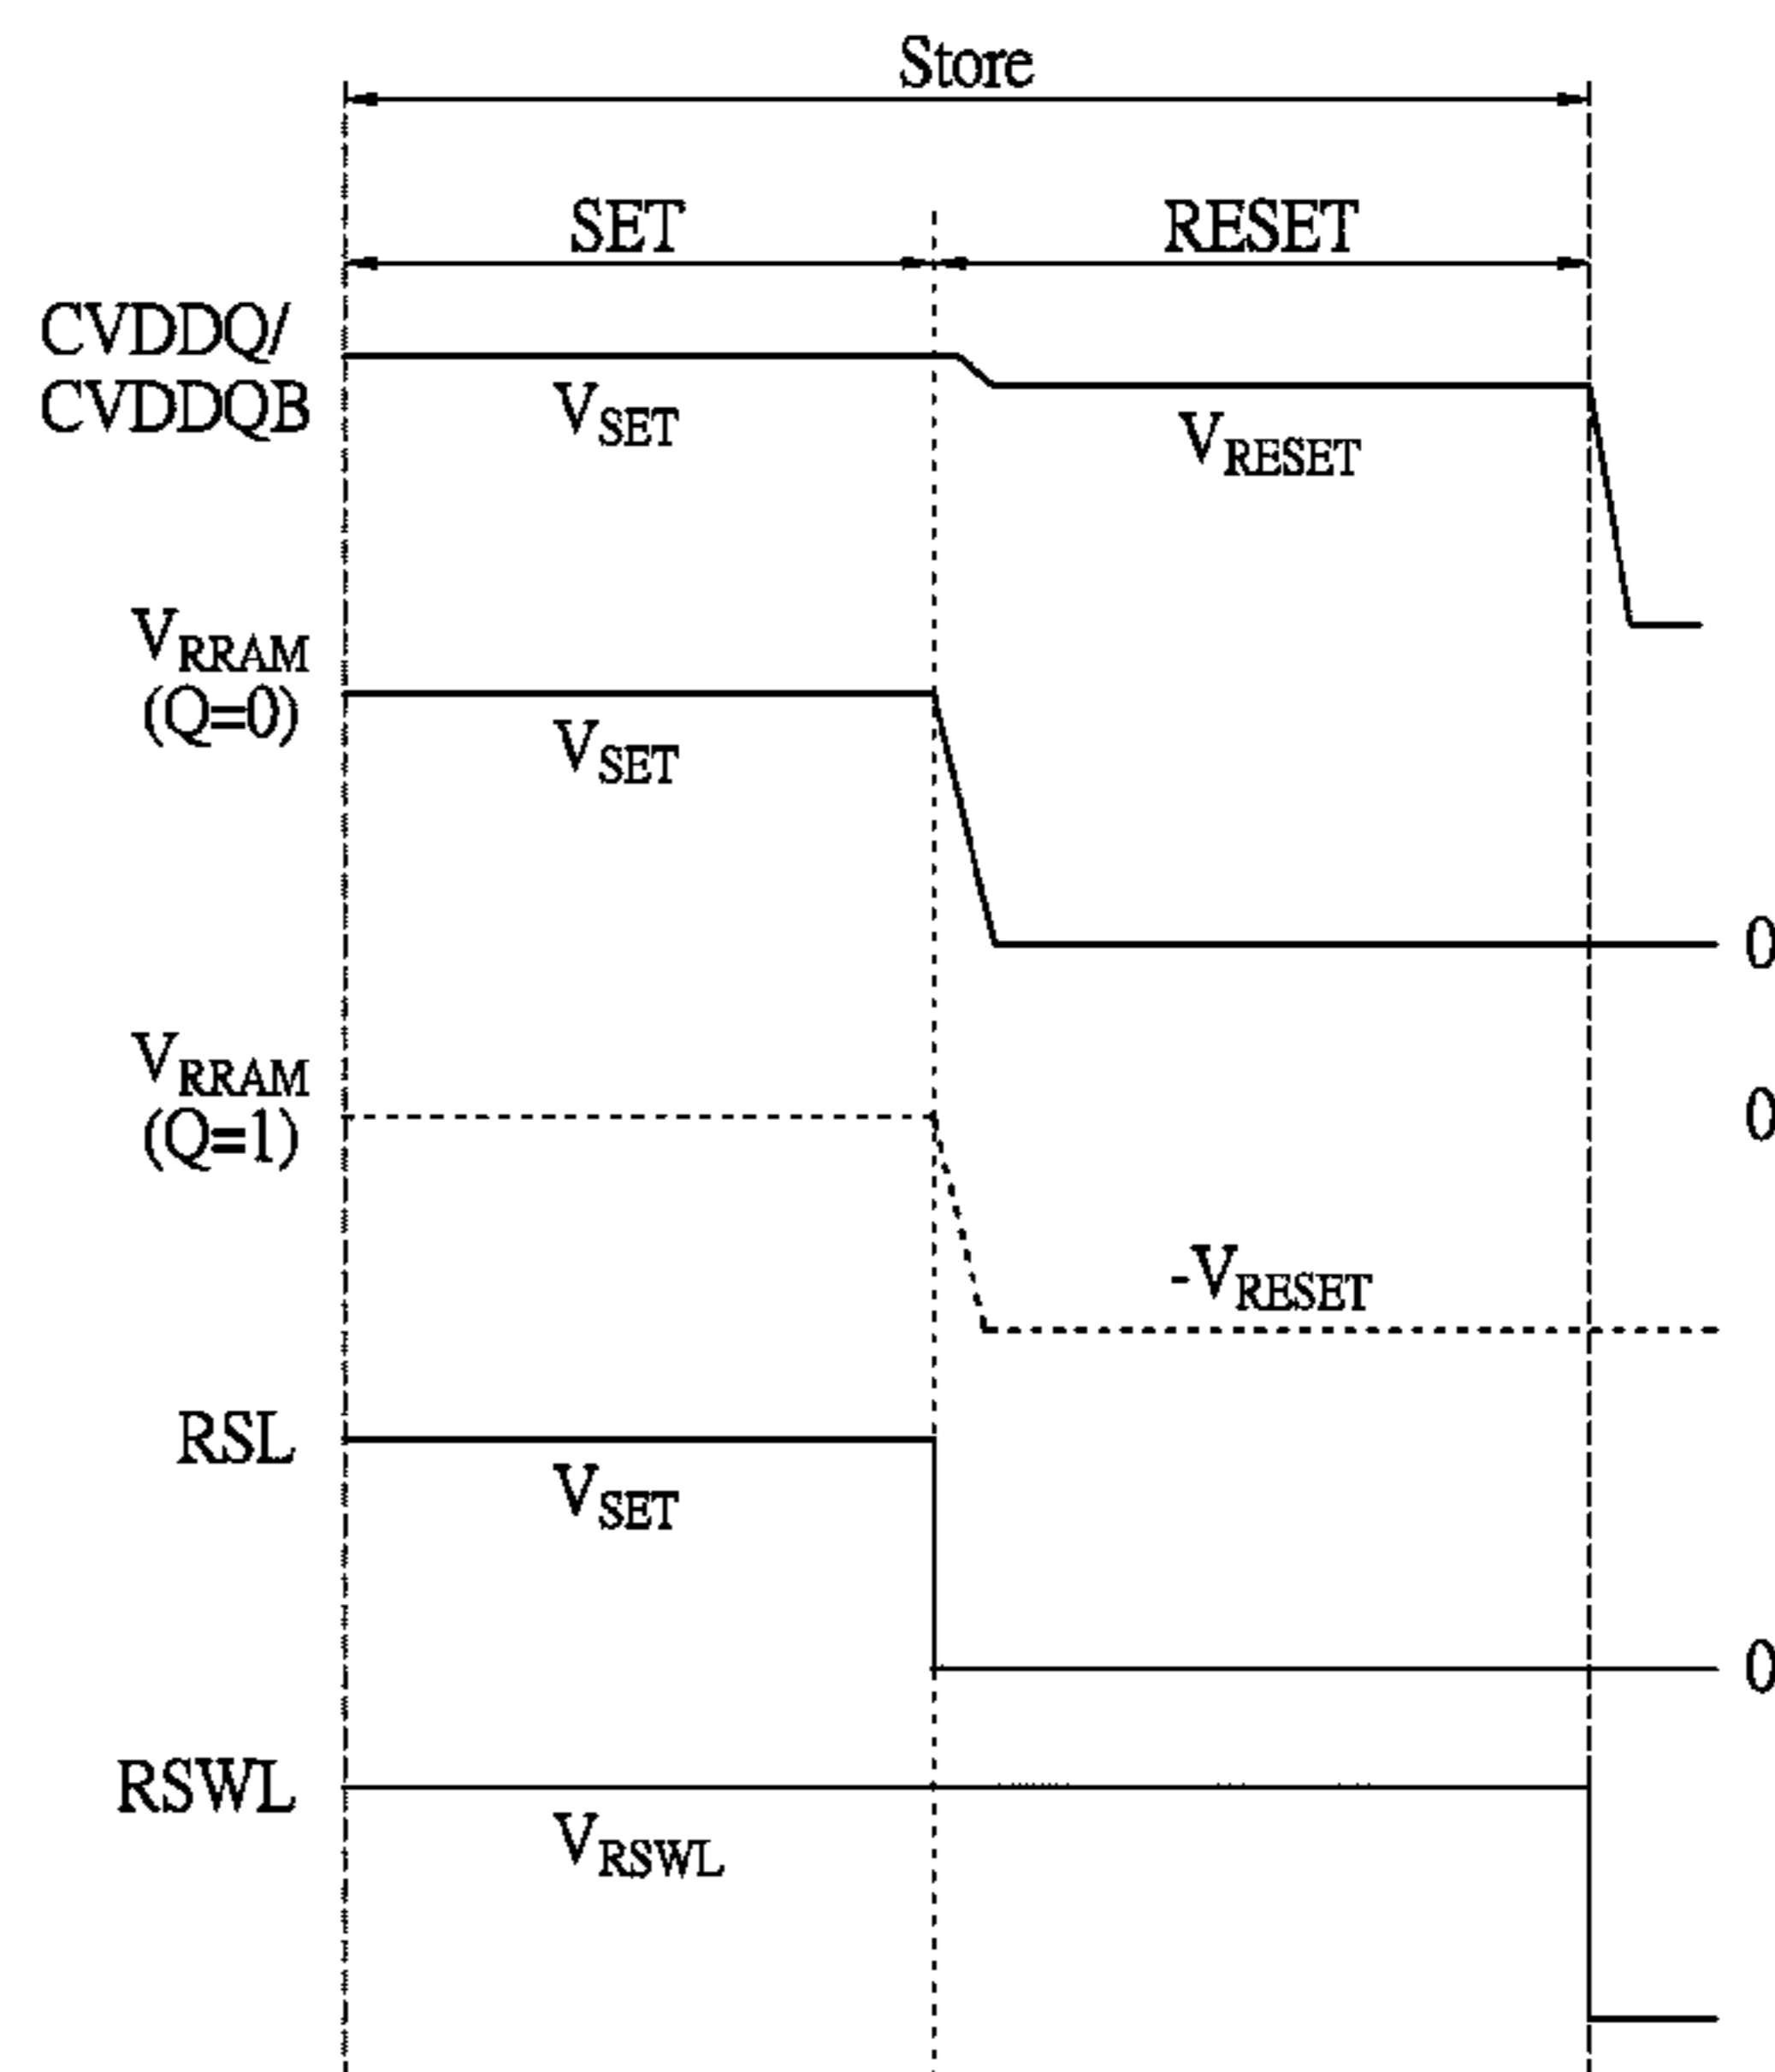 Store
SET
RESET
CVDDQ/
CVDDQB
VSET
VRESET
VRRAM
(Q=0)
VSET
0
VRRAM
(Q=1)
0
-VRESET
RSL
VSET
0
RSWL
VRSWL